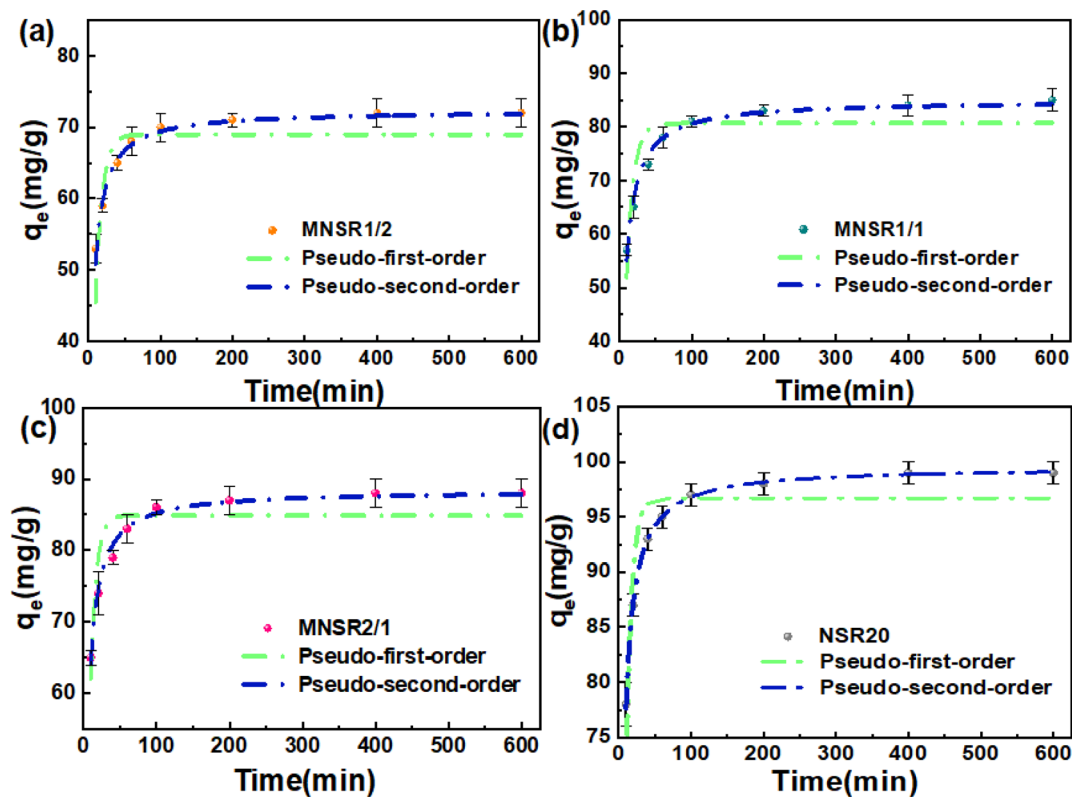 (a)
80
70
60
50
40
qe(mg/g)
MNSR1/2
Pseudo-first-order
Pseudo-second-order
0 100 200 300 400 500 600
Time(min)
(b)
100
90
80
70
60
50
40
qe(mg/g)
MNSR1/1
Pseudo-first-order
Pseudo-second-order
0 100 200 300 400 500 600
Time(min)
(c)
100
90
80
70
60
qe(mg/g)
MNSR2/1
Pseudo-first-order
Pseudo-second-order
0 100 200 300 400 500 600
Time(min)
(d)
105
100
95
90
85
80
75
qe(mg/g)
NSR20
Pseudo-first-order
Pseudo-second-order
0 100 200 300 400 500 600
Time(min)